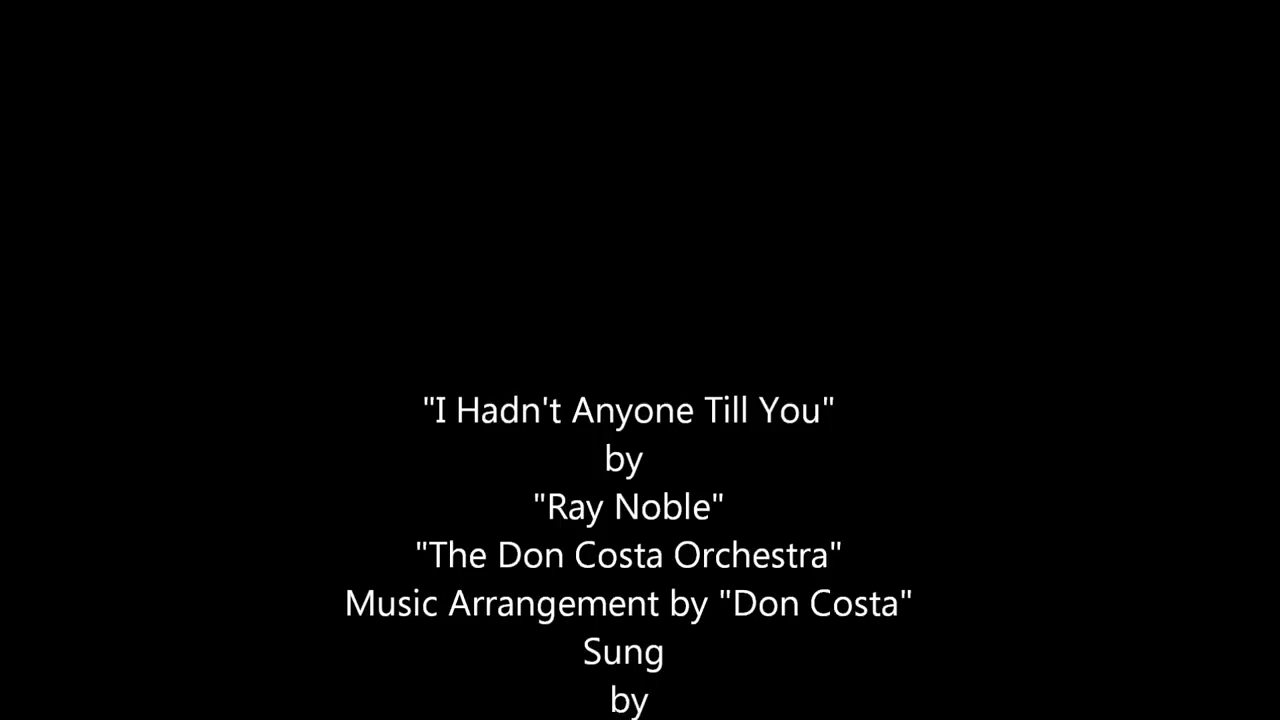 "I Hadn't Anyone Till You"
by
"Ray Noble"
"The Don Costa Orchestra"
Music Arrangement by "Don Costa"
Sung
by